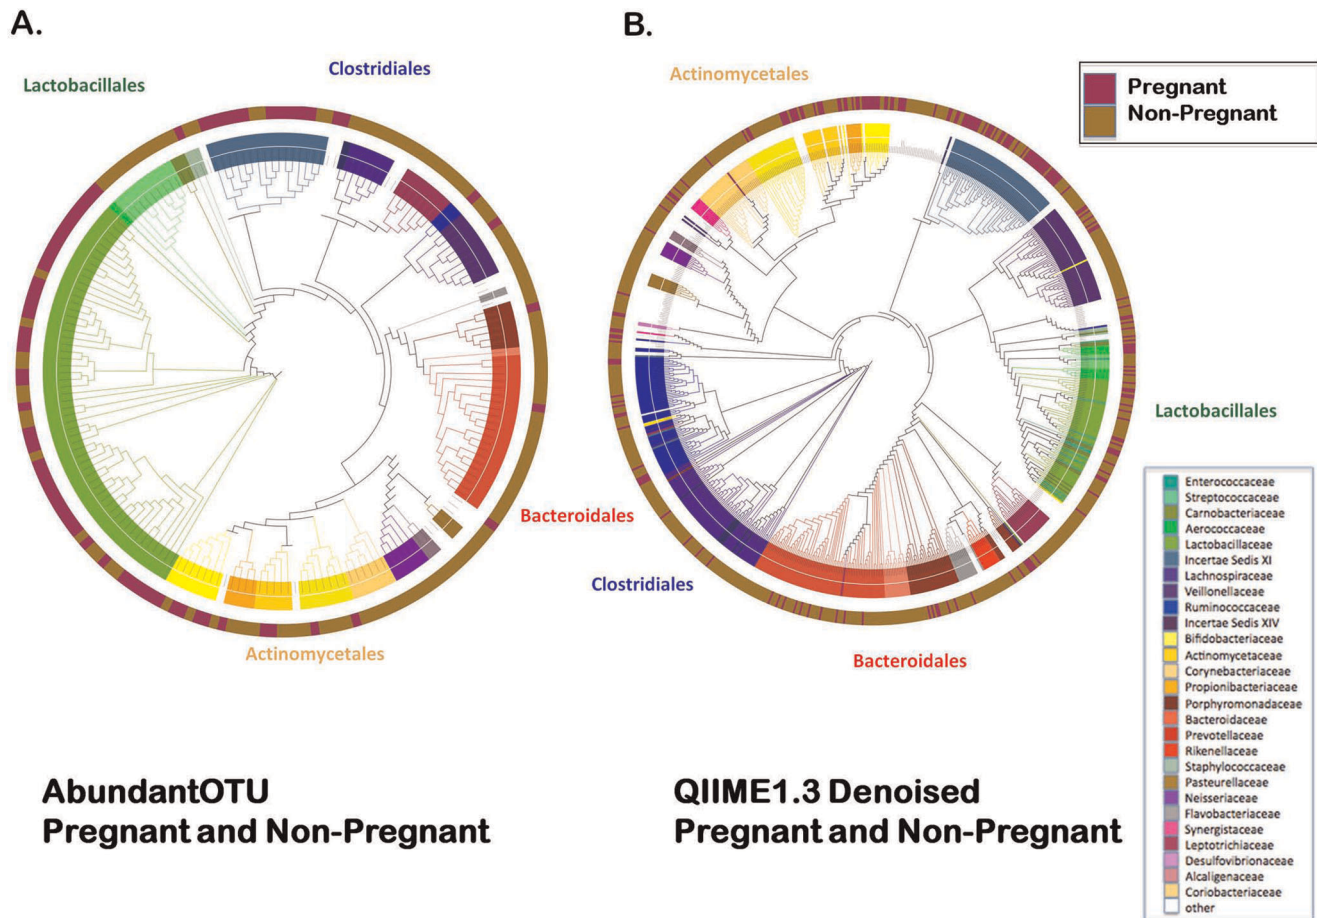 A.
B.
Lactobacillales
Clostridiales
Actinomycetales
Pregnant
Non-Pregnant
Lactobacillales
Bacteroidales
Clostridiales
Actinomycetales
Bacteroidales
Enterococcaceae
Streptococcaceae
Carnobacteriaceae
Aerococcaceae
Lactobacillaceae
Incertae Sedis XI
Lachnospiraceae
Veillonellaceae
Ruminococcaceae
Incertae Sedis XIV
Bifidobacteriaceae
Actinomycetaceae
Corynebacteriaceae
Propionibacteriaceae
Porphyromonadaceae
Bacteroidaceae
Prevotellaceae
Rikenellaceae
Staphylococcaceae
Pasteurellaceae
Neisseriaceae
Flavobacteriaceae
Synergistaceae
Leptotrichiaceae
Desulfovibrionaceae
Alcaligenaceae
Coriobacteriaceae
other
AbundantOTU
Pregnant and Non-Pregnant
QIIME1.3 Denoised
Pregnant and Non-Pregnant